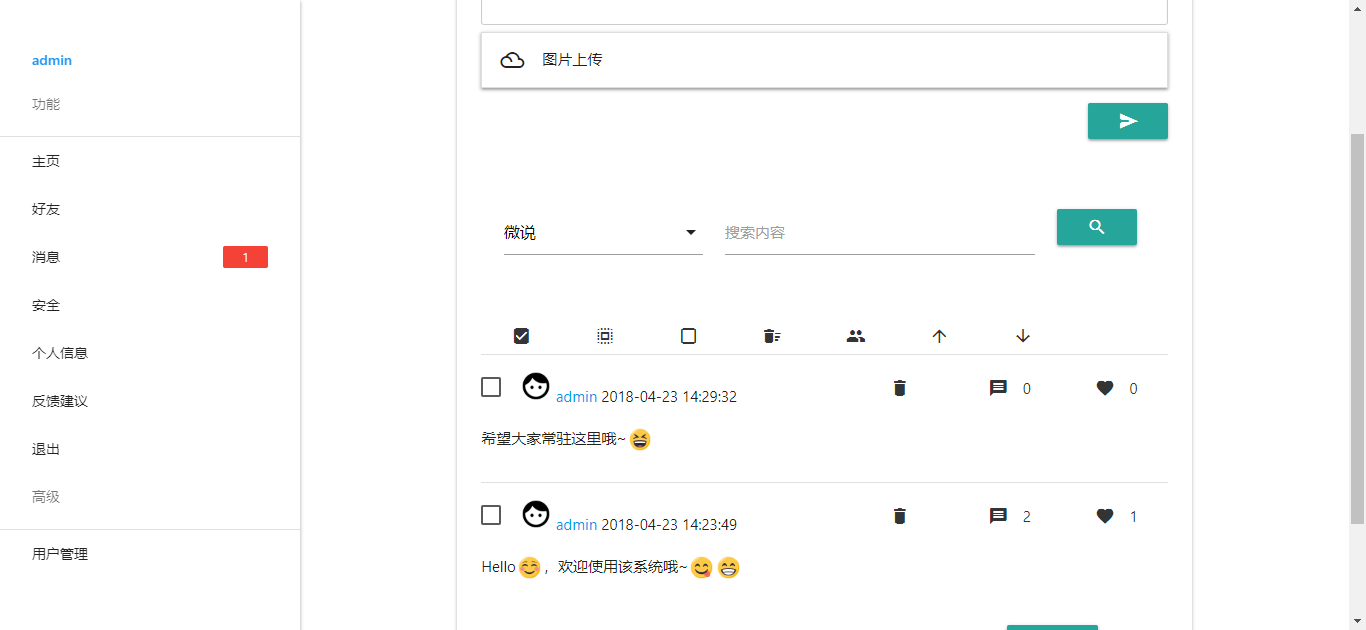 admin
功能
主页
好友
消息 1
安全
个人信息
反馈建议
退出
高级
用户管理
图片上传
微说 搜索内容
admin 2018-04-23 14:29:32 0 0
希望大家常驻这里哦~😆
admin 2018-04-23 14:23:49 2 1
Hello😊，欢迎使用该系统哦~😋😁